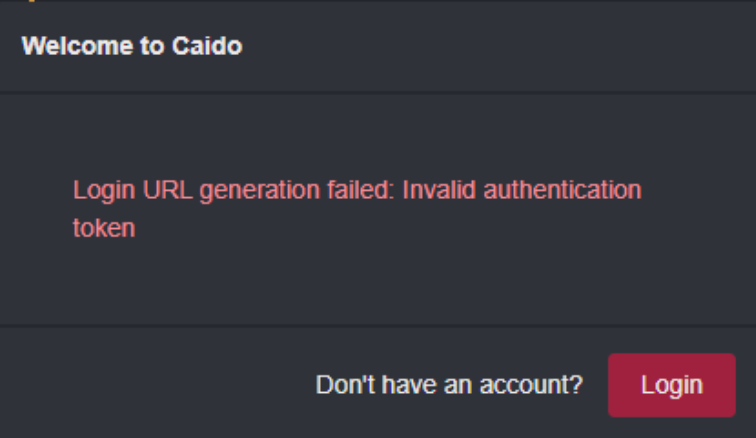 Welcome to Caido
Login URL generation failed: Invalid authentication
token
Don't have an account?
Login